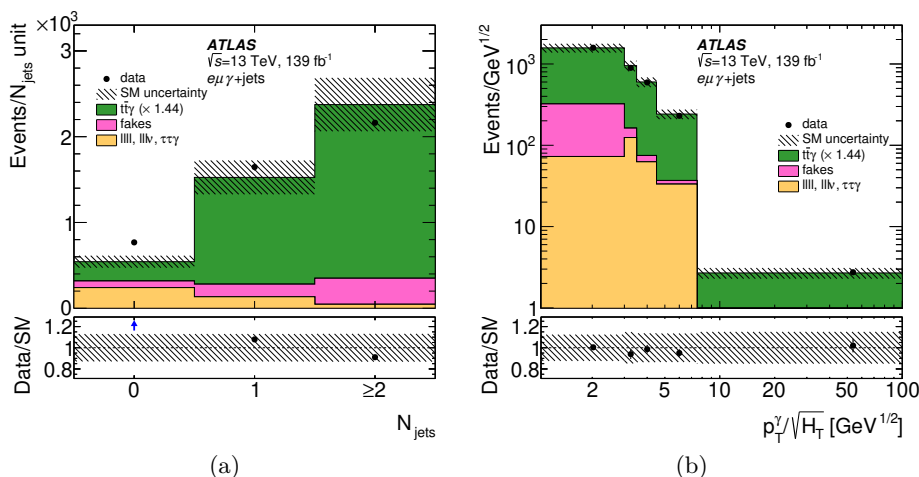 ×10³
Events/N_jets unit
3
2
1
0
ATLAS
√s=13 TeV, 139 fb⁻¹
eμγ+jets
data
SM uncertainty
tt̄γ (× 1.44)
fakes
llll, lllν, ττγ
Data/SM
1.2
1
0.8
0
1
≥2
N_jets
(a)
Events/GeV^1/2
10³
10²
10
1
ATLAS
√s=13 TeV, 139 fb⁻¹
eμγ+jets
data
SM uncertainty
tt̄γ (× 1.44)
fakes
llll, lllν, ττγ
Data/SM
1.2
1
0.8
2
3
4
5
10
20
30
100
p_T^γ/√H_T [GeV^1/2]
(b)